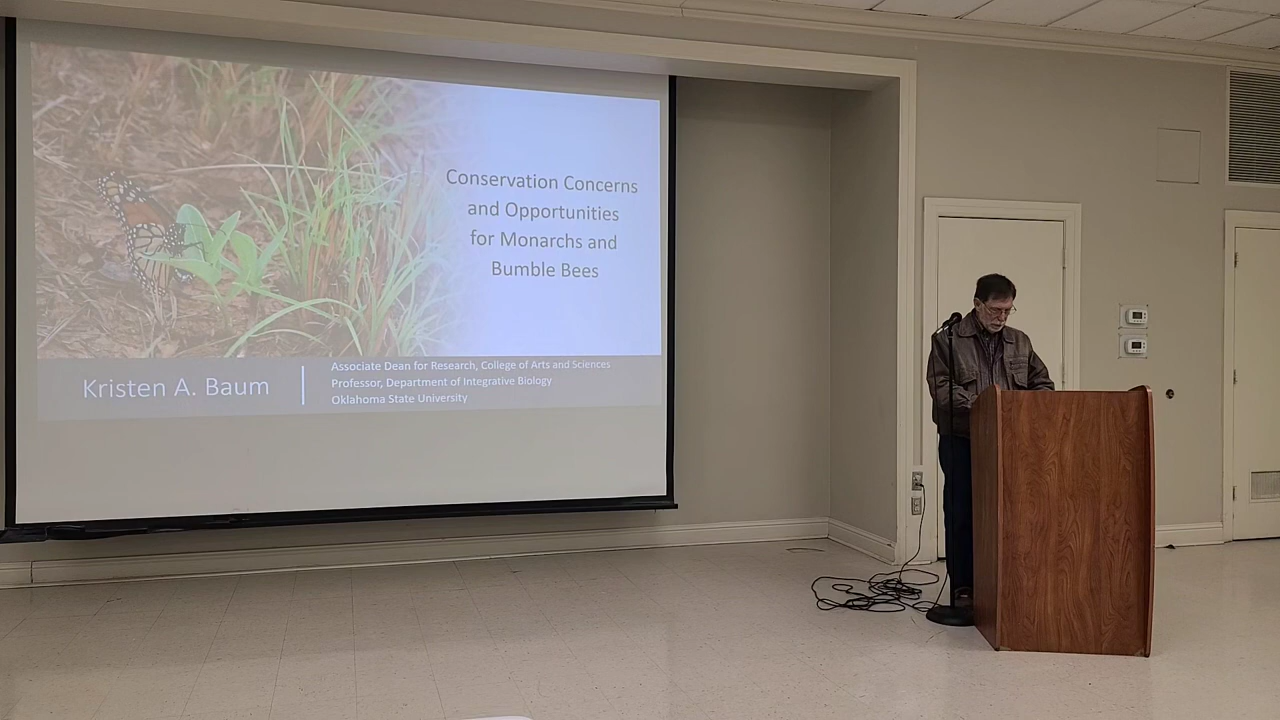 Conservation Concerns
and Opportunities
for Monarchs and
Bumble Bees
Kristen A. Baum
Associate Dean for Research, College of Arts and Sciences
Professor, Department of Integrative Biology
Oklahoma State University